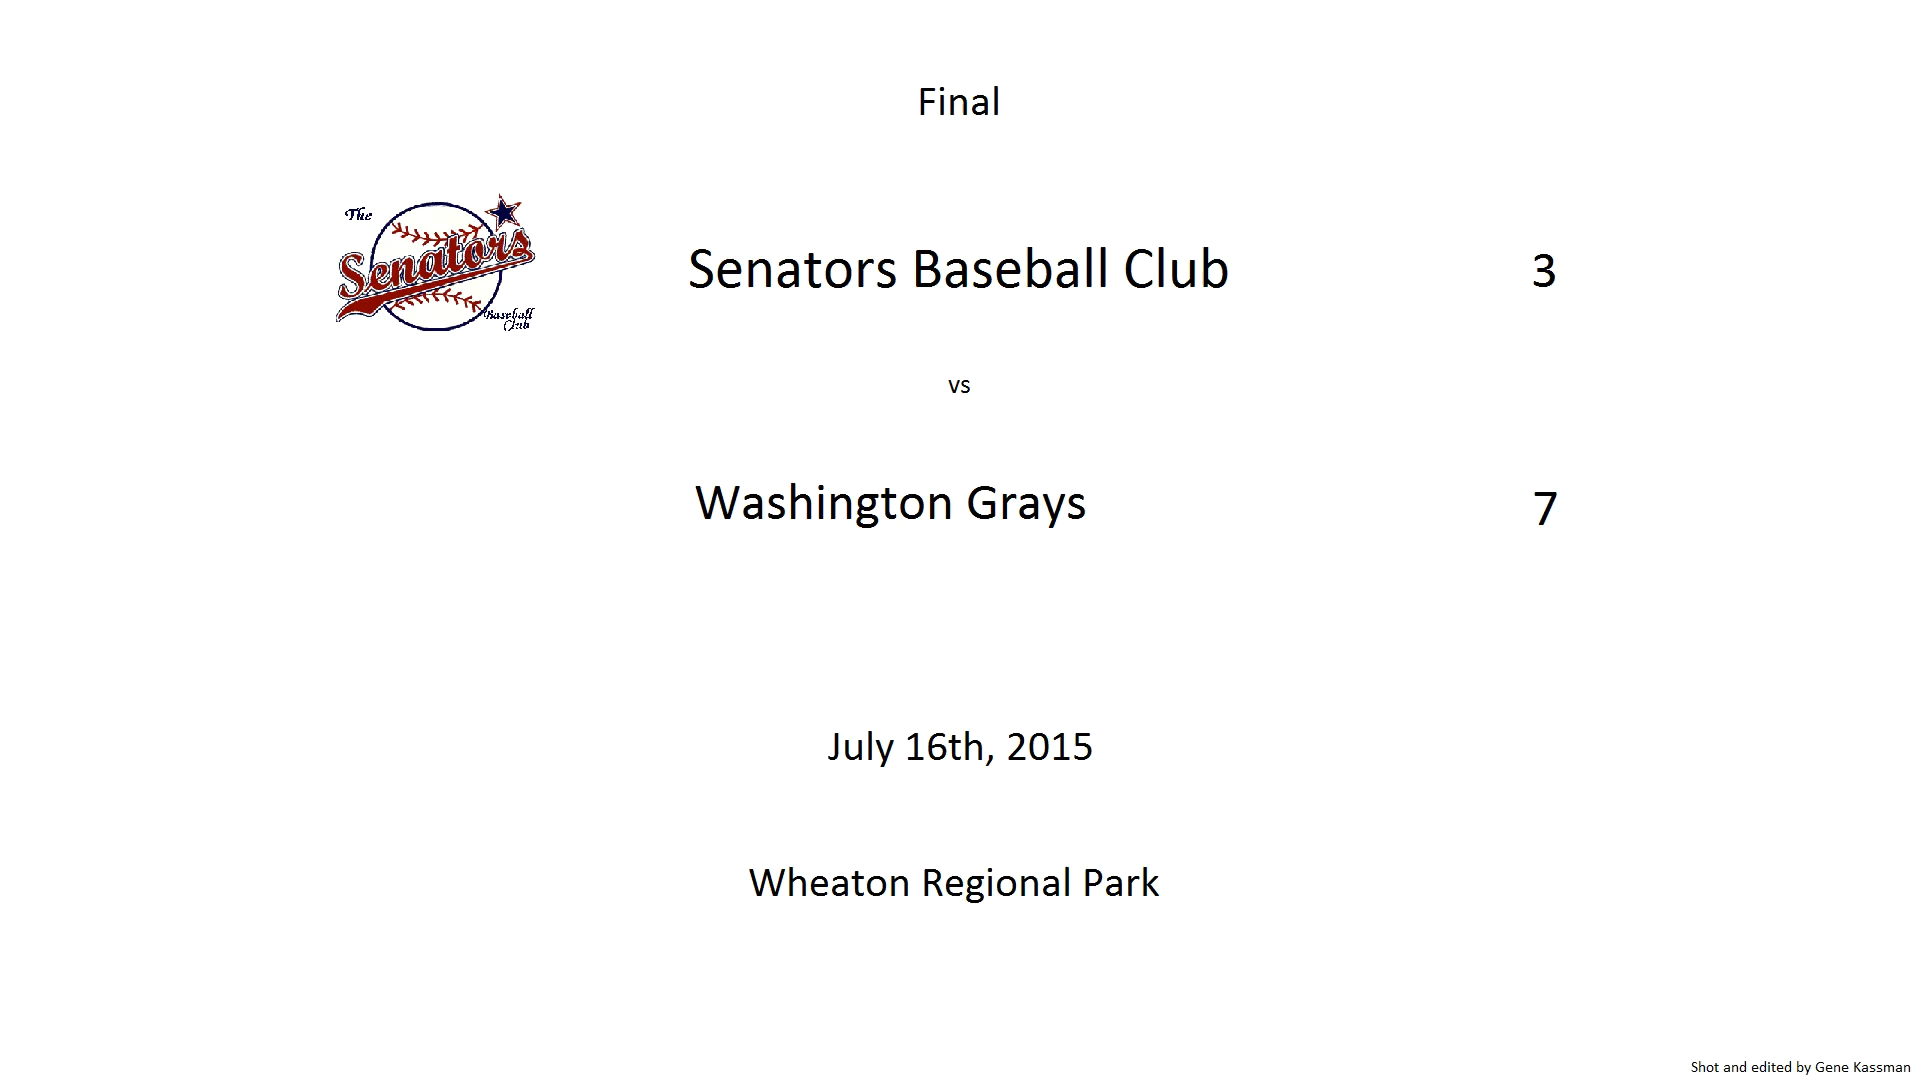 Final
The
Senators
Baseball
Club
Senators Baseball Club 3
vs
Washington Grays 7
July 16th, 2015
Wheaton Regional Park
Shot and edited by Gene Kassman